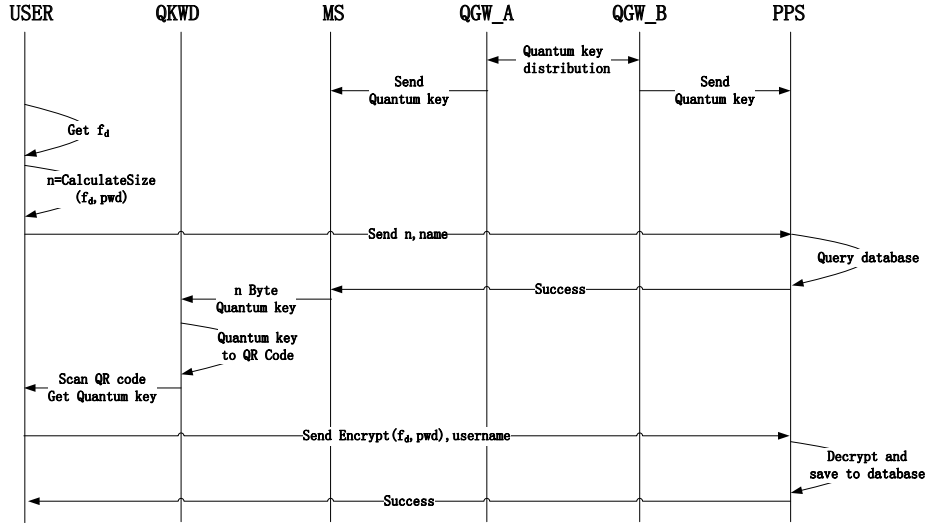 USER QKWD MS QGW_A QGW_B PPS
Quantum key
distribution
Send
Quantum key
Send
Quantum key
Get fd
n=CalculateSize
(fd,pwd)
Send n,name
Query database
Success
n Byte
Quantum key
Quantum key
to QR Code
Scan QR code
Get Quantum key
Send Encrypt(fd,pwd),username
Decrypt and
save to database
Success